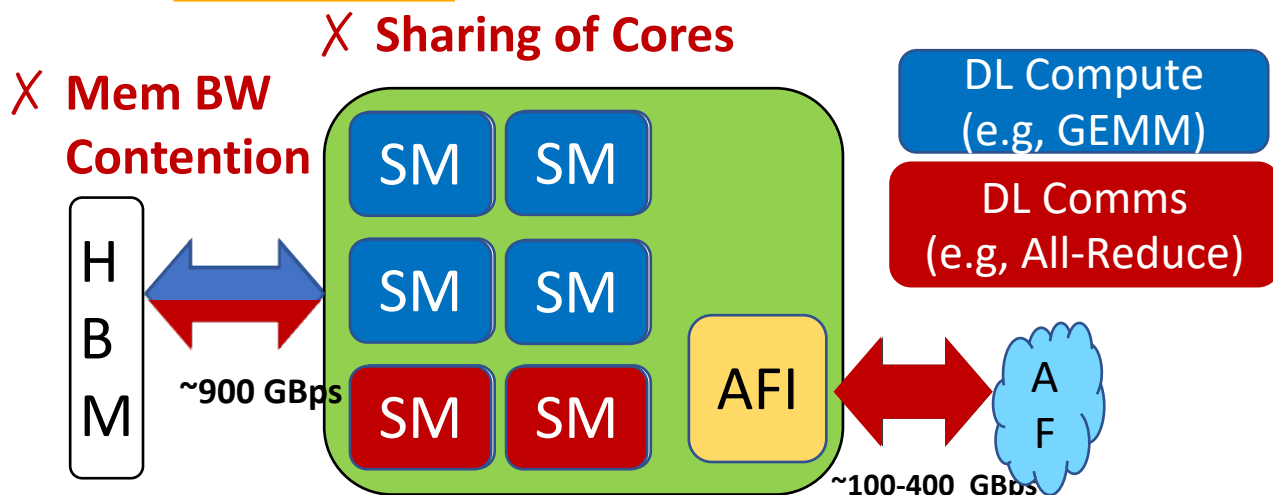 ✗ Sharing of Cores
✗ Mem BW
Contention
DL Compute
(e.g, GEMM)
DL Comms
(e.g, All-Reduce)
SM SM
SM SM
SM SM
H
B
M
~900 GBps
AFI
A
F
~100-400 GBps